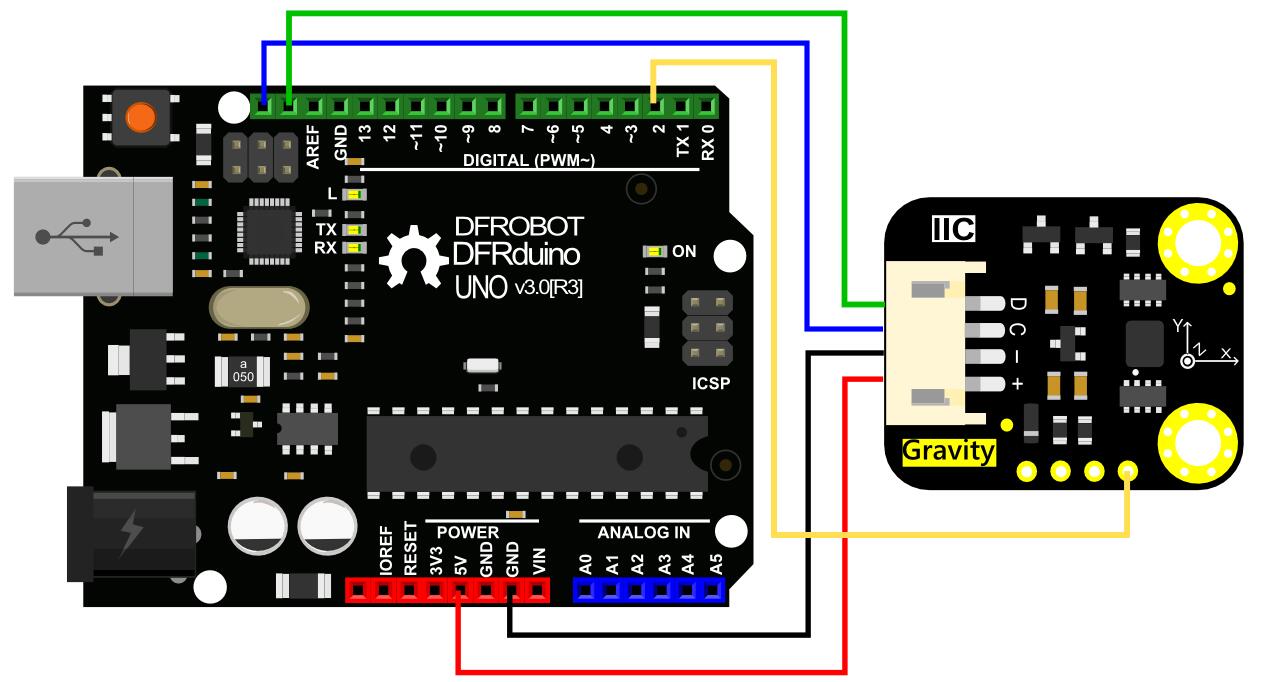 AREF
GND
13
12
~11
~10
~9
8
7
~6
~5
4
~3
2
TX 1
RX 0
DIGITAL (PWM~)
L
TX
RX
DFROBOT
DFRduino
UNO v3.0[R3]
ON
ICSP
a
050
POWER
ANALOG IN
IOREF
RESET
3V3
5V
GND
GND
VIN
A0
A1
A2
A3
A4
A5
IIC
D
C
−
+
Gravity
Y
Z
X